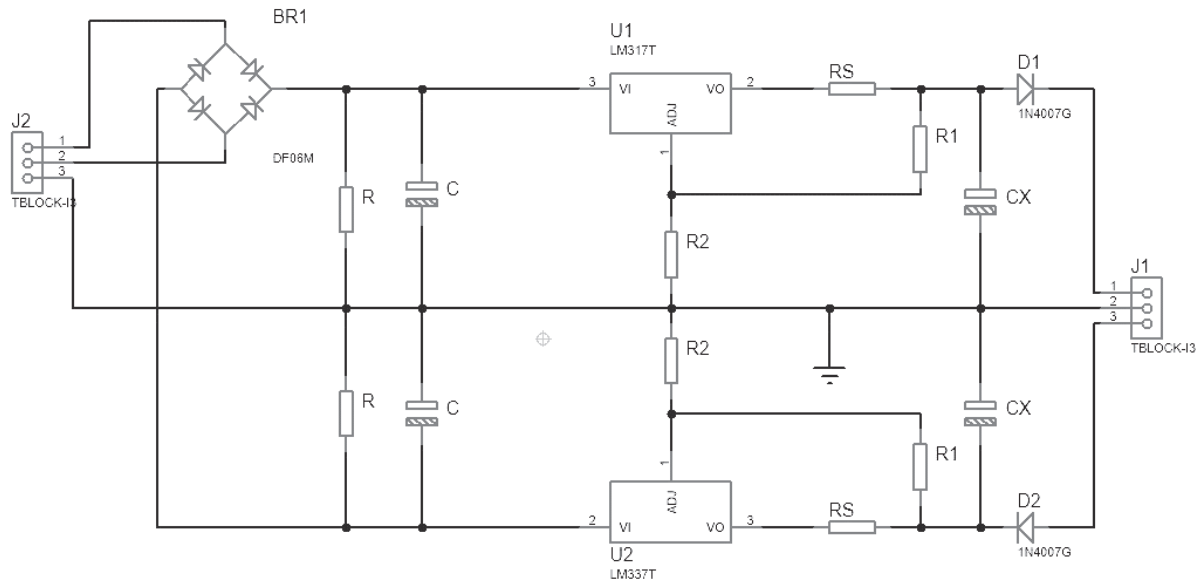 BR1
DF06M
J2
1
2
3
TBLOCK-I3
U1
LM317T
3
VI
VO
2
ADJ
1
RS
D1
1N4007G
R1
R
C
R2
CX
J1
1
2
3
TBLOCK-I3
R
C
R2
CX
R1
1
ADJ
2
VI
VO
3
U2
LM337T
RS
D2
1N4007G